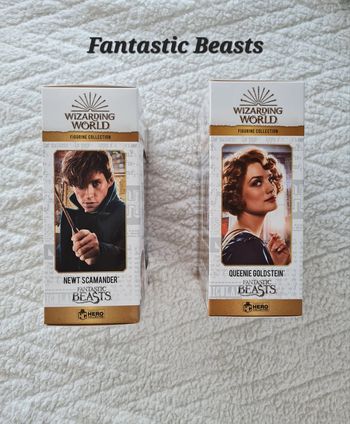 Fantastic Beasts
WIZARDING
WORLD
FIGURINE COLLECTION
NEWT SCAMANDER
FANTASTIC
BEASTS
HERO
WIZARDING
WORLD
FIGURINE COLLECTION
QUEENIE GOLDSTEIN
FANTASTIC
BEASTS
HERO